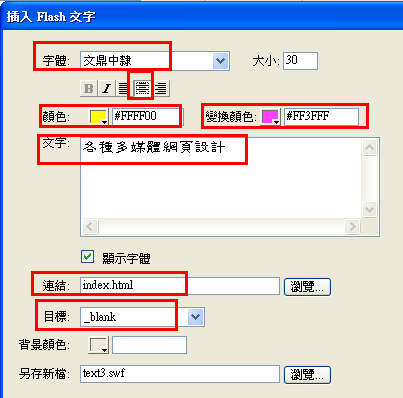 插入 Flash 文字
字體: 文鼎中隸 大小: 30
B I
顏色: #FFFF00 變換顏色: #FF3FFF
文字: 各種多媒體網頁設計
顯示字體
連結: index.html 瀏覽...
目標: _blank
背景顏色:
另存新檔: text3.swf 瀏覽...